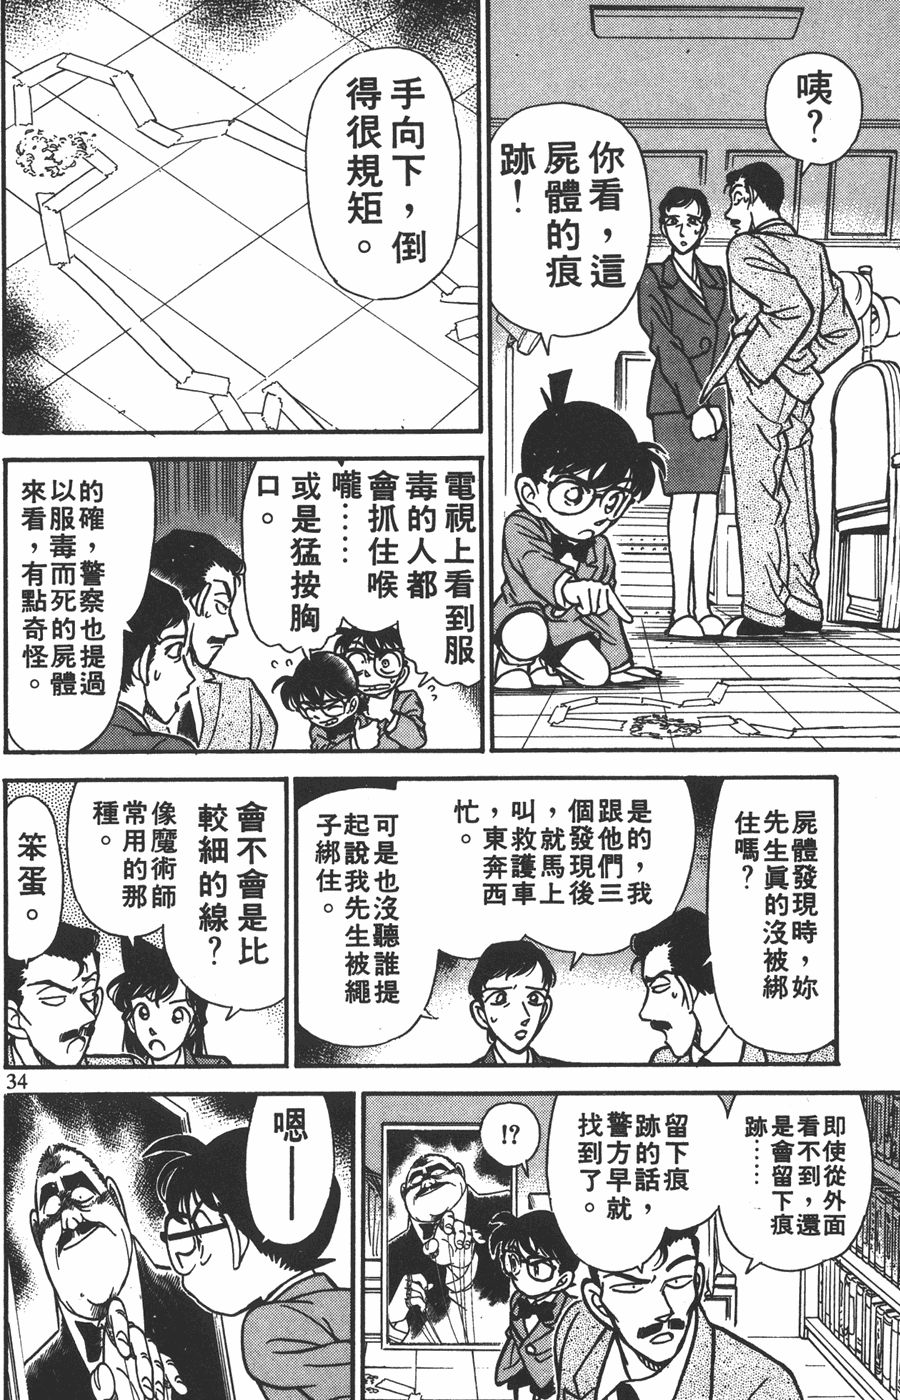 咦？
你看，這
屍體的痕
跡！
手向下，倒
得很規矩。
電視上看到服
毒的人都
會抓住喉
嚨……
或是猛按胸
口。
的確，警察也提過
以服毒而死的屍體
來看，有點奇怪。
屍體發現時，妳
先生真的沒被綁
住嗎？
是的，我
跟他們三
個發現後
，就馬上
叫救護車
，東奔西
忙。
可是也沒聽誰提
起說我先生被繩
子綁住。
會不會是比
較細的線？
像魔術師
常用的那
種。
笨蛋。
即使從外面
看不到，還
是會留下痕
跡……
留下痕
跡的話，
警方早就
找到了。
!?
嗯——
34